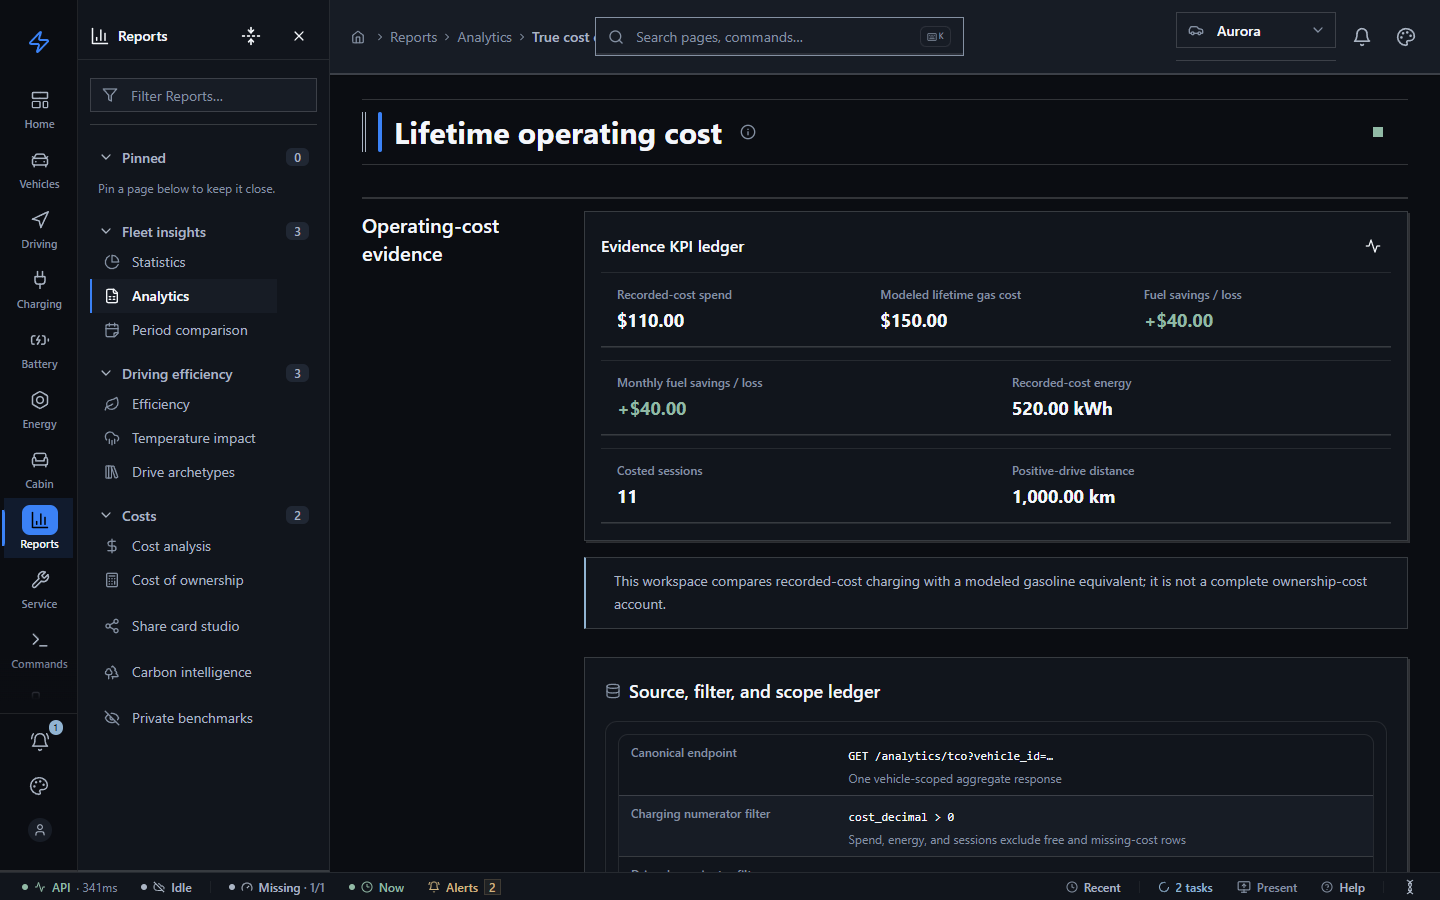 Home
Vehicles
Driving
Charging
Battery
Energy
Cabin
Reports
Service
Commands
1
Reports
Filter Reports...
Pinned 0
Pin a page below to keep it close.
Fleet insights 3
Statistics
Analytics
Period comparison
Driving efficiency 3
Efficiency
Temperature impact
Drive archetypes
Costs 2
Cost analysis
Cost of ownership
Share card studio
Carbon intelligence
Private benchmarks
Reports Analytics True cost
Search pages, commands... K
Aurora
Lifetime operating cost
Operating-cost
evidence
Evidence KPI ledger
Recorded-cost spend Modeled lifetime gas cost Fuel savings / loss
$110.00 $150.00 +$40.00
Monthly fuel savings / loss Recorded-cost energy
+$40.00 520.00 kWh
Costed sessions Positive-drive distance
11 1,000.00 km
This workspace compares recorded-cost charging with a modeled gasoline equivalent; it is not a complete ownership-cost
account.
Source, filter, and scope ledger
Canonical endpoint GET /analytics/tco?vehicle_id=…
One vehicle-scoped aggregate response
Charging numerator filter cost_decimal > 0
Spend, energy, and sessions exclude free and missing-cost rows
API · 341ms Idle Missing · 1/1 Now Alerts 2 Recent 2 tasks Present Help